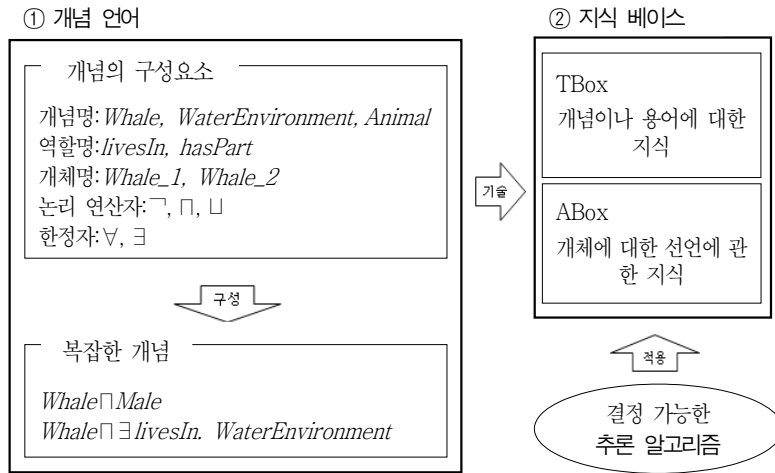 ① 개념 언어
개념의 구성요소
개념명: Whale, WaterEnvironment, Animal
역할명: livesIn, hasPart
개체명: Whale_1, Whale_2
논리 연산자: ￢, ⊓, ⊔
한정자: ∀, ∃
구성
복잡한 개념
Whale⊓Male
Whale⊓∃livesIn. WaterEnvironment
기술
② 지식 베이스
TBox
개념이나 용어에 대한
지식
ABox
개체에 대한 선언에 관
한 지식
적용
결정 가능한
추론 알고리즘